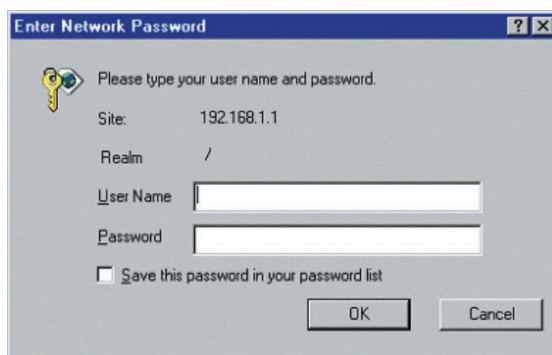 Enter Network Password
Please type your user name and password.
Site: 192.168.1.1
Realm /
User Name
Password
Save this password in your password list
OK Cancel